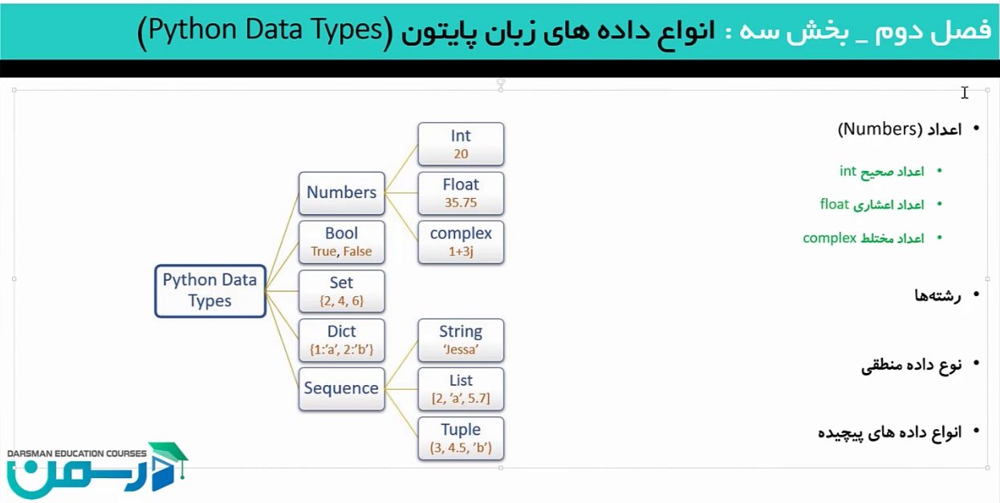 فصل دوم _ بخش سه : انواع داده های زبان پایتون (Python Data Types)
• اعداد (Numbers)
• اعداد صحیح int
• اعداد اعشاری float
• اعداد مختلط complex
• رشته‌ها
• نوع داده منطقی
• انواع داده های پیچیده
Python Data
Types
Numbers
Int
20
Float
35.75
complex
1+3j
Bool
True, False
Set
{2, 4, 6}
Dict
{1:’a’, 2:’b’}
Sequence
String
‘Jessa’
List
[2, ‘a’, 5.7]
Tuple
(3, 4.5, ’b’)
DARSMAN EDUCATION COURSES
درسمن